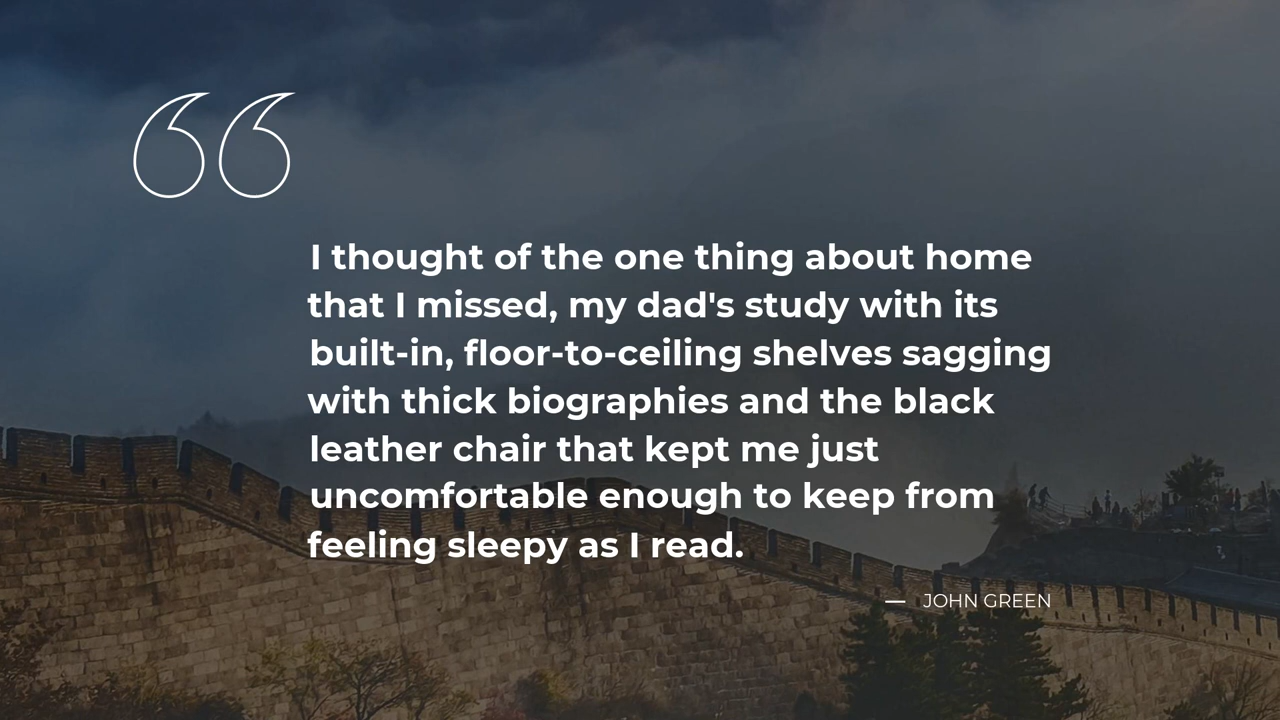 “
I thought of the one thing about home
that I missed, my dad's study with its
built-in, floor-to-ceiling shelves sagging
with thick biographies and the black
leather chair that kept me just
uncomfortable enough to keep from
feeling sleepy as I read.
— JOHN GREEN